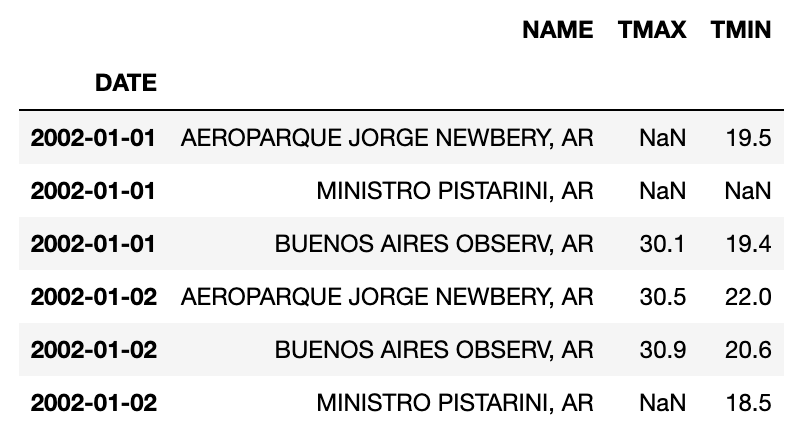 NAME TMAX TMIN
DATE
2002-01-01 AEROPARQUE JORGE NEWBERY, AR NaN 19.5
2002-01-01 MINISTRO PISTARINI, AR NaN NaN
2002-01-01 BUENOS AIRES OBSERV, AR 30.1 19.4
2002-01-02 AEROPARQUE JORGE NEWBERY, AR 30.5 22.0
2002-01-02 BUENOS AIRES OBSERV, AR 30.9 20.6
2002-01-02 MINISTRO PISTARINI, AR NaN 18.5